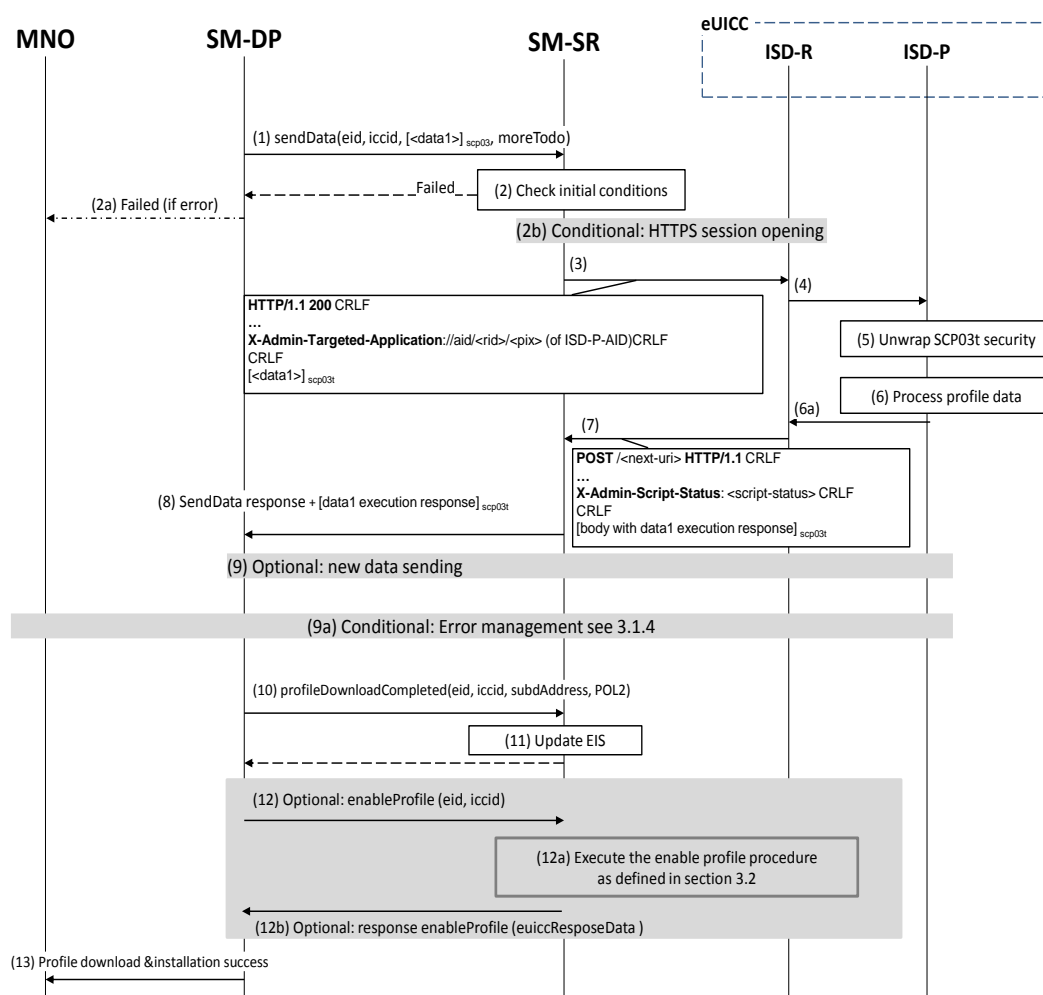 eUICC
MNO
SM-DP
SM-SR
ISD-R
ISD-P
(1) sendData(eid, iccid, [<data1>] scp03, moreTodo)
Failed
(2) Check initial conditions
(2a) Failed (if error)
(2b) Conditional: HTTPS session opening
(3)
(4)
HTTP/1.1 200 CRLF
...
X-Admin-Targeted-Application://aid/<rid>/<pix> (of ISD-P-AID)CRLF
CRLF
[<data1>] scp03t
(5) Unwrap SCP03t security
(6) Process profile data
(6a)
(7)
POST /<next-uri> HTTP/1.1 CRLF
...
X-Admin-Script-Status: <script-status> CRLF
CRLF
[body with data1 execution response] scp03t
(8) SendData response + [data1 execution response] scp03t
(9) Optional: new data sending
(9a) Conditional: Error management see 3.1.4
(10) profileDownloadCompleted(eid, iccid, subdAddress, POL2)
(11) Update EIS
(12) Optional: enableProfile (eid, iccid)
(12a) Execute the enable profile procedure
as defined in section 3.2
(12b) Optional: response enableProfile (euiccResposeData )
(13) Profile download &installation success